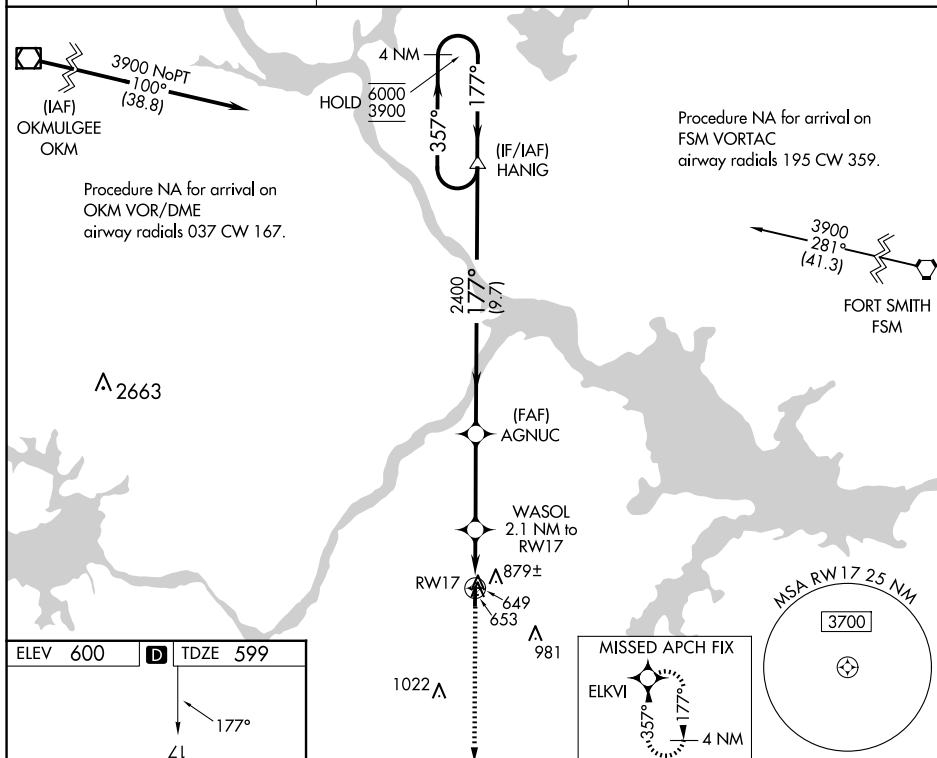 3900 NoPT
100°
(38.8)
(IAF)
OKMULGEE
OKM
4 NM
HOLD
6000
3900
357°
177°
(IF/IAF)
HANIG
Procedure NA for arrival on
FSM VORTAC
airway radials 195 CW 359.
Procedure NA for arrival on
OKM VOR/DME
airway radials 037 CW 167.
3900
281°
(41.3)
FORT SMITH
FSM
2400
177°
(9.7)
2663
(FAF)
AGNUC
WASOL
2.1 NM to
RW17
RW17
879±
649
653
981
1022
MSA RW17 25 NM
3700
MISSED APCH FIX
ELKVI
357°
177°
4 NM
ELEV 600
D
TDZE 599
177°
17